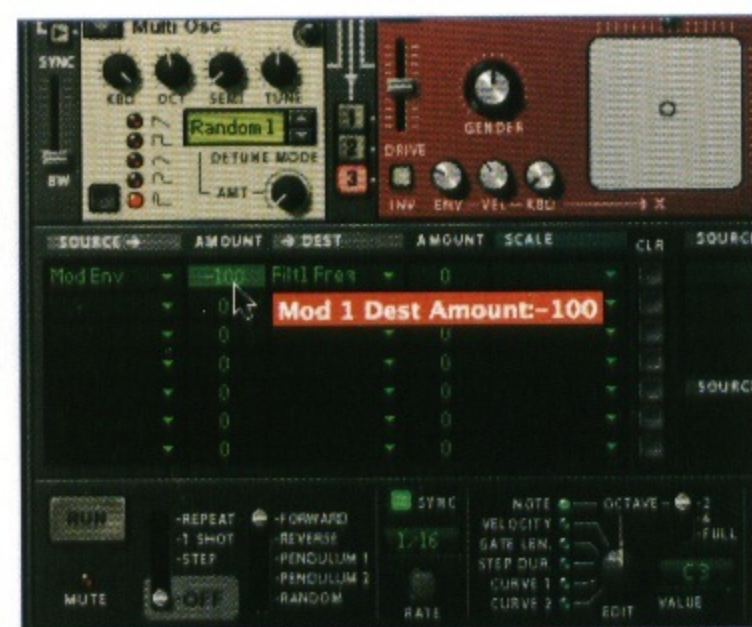 Multi Osc
SYNC
KBD OCT SEMI TUNE
Random 1
DETUNE MODE
AMT
BW
1
2
3
DRIVE
GENDER
INV ENV VEL KBD
X
SOURCE → AMOUNT → DEST AMOUNT SCALE CLR SOURC
Mod Env -100 Filt1 Freq 0
Mod 1 Dest Amount:-100
0
0 0
0 0
0 0
0 0
0 0
SOURC
RUN
MUTE
-REPEAT
-1 SHOT
-STEP
-OFF
-FORWARD
-REVERSE
-PENDULUM 1
-PENDULUM 2
-RANDOM
SYNC
1/16
RATE
NOTE
VELOCITY
GATE LEN.
STEP DUR.
CURVE 1
CURVE 2
EDIT
OCTAVE -2
-4
-FULL
C 3
VALUE